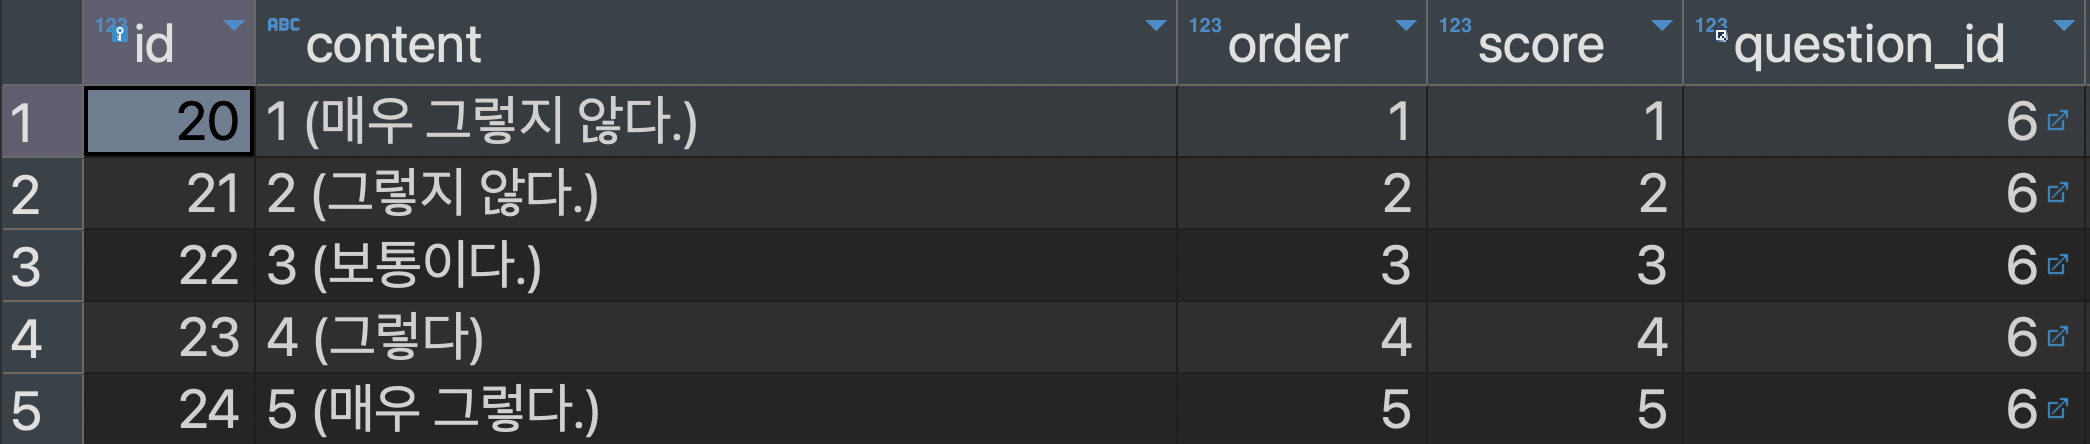 123 id ABC content 123 order 123 score 123 question_id
1 20 1 (매우 그렇지 않다.) 1 1 6
2 21 2 (그렇지 않다.) 2 2 6
3 22 3 (보통이다.) 3 3 6
4 23 4 (그렇다) 4 4 6
5 24 5 (매우 그렇다.) 5 5 6